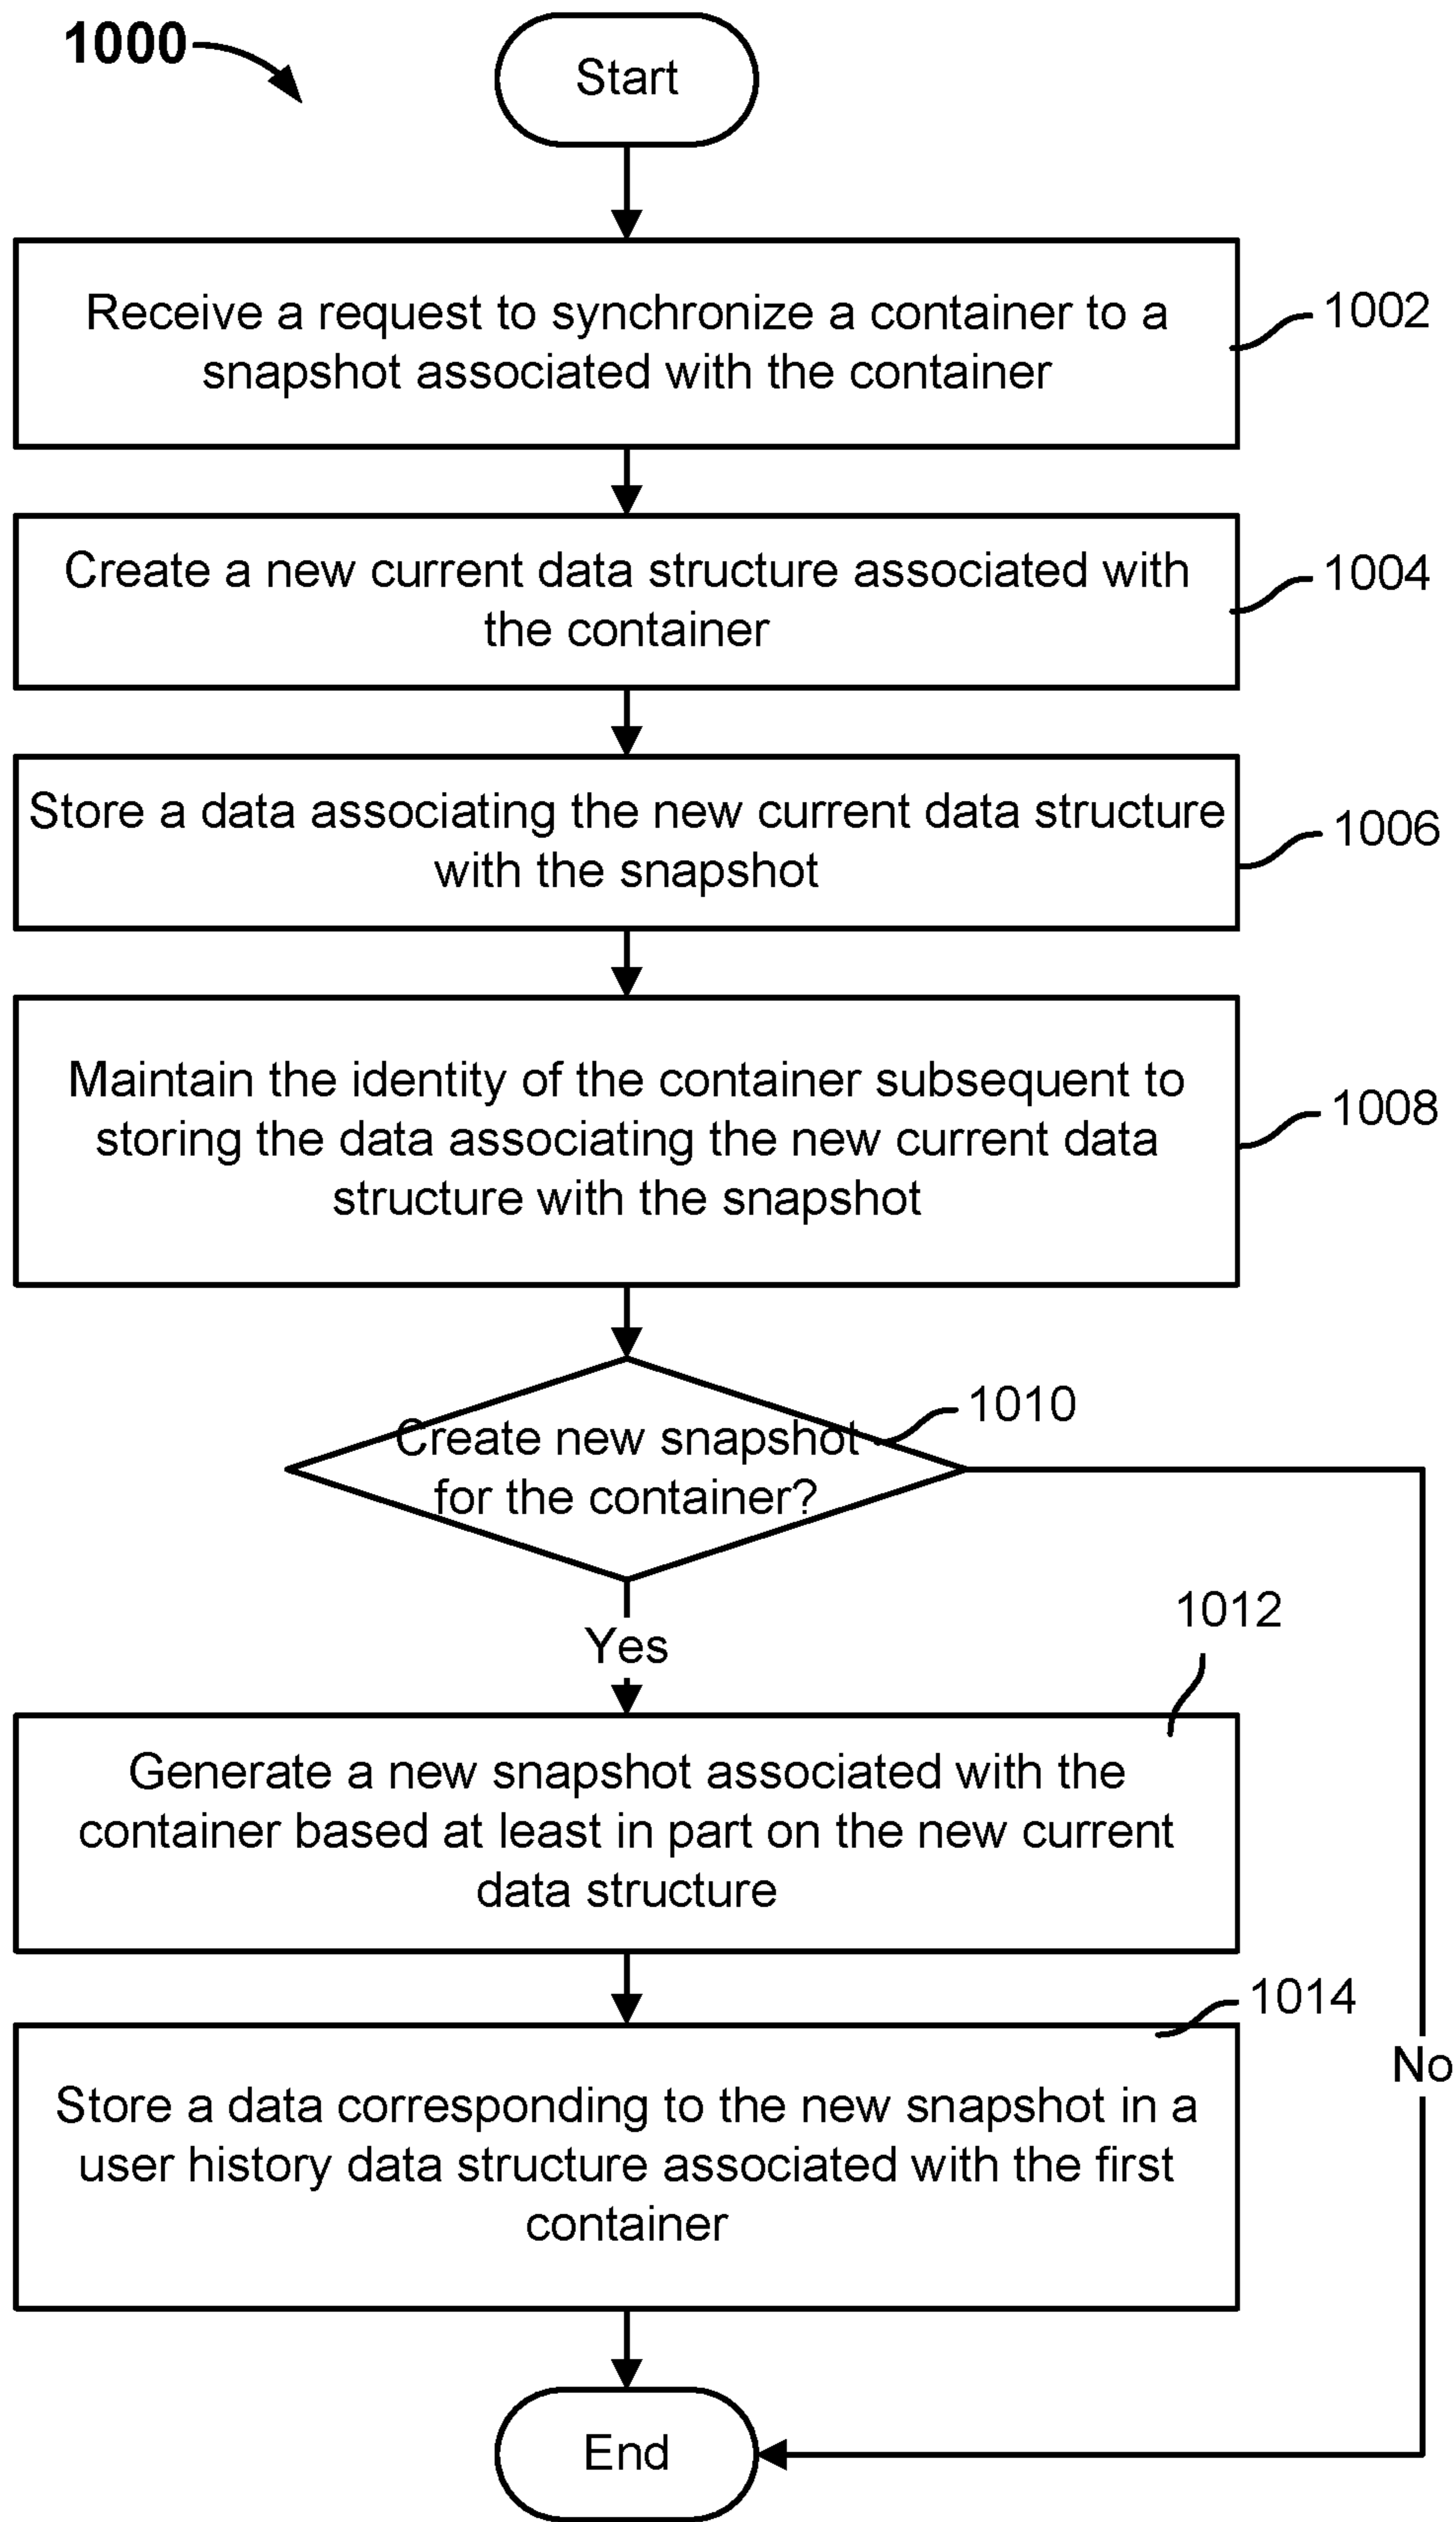 1000
Start
Receive a request to synchronize a container to a
snapshot associated with the container
1002
Create a new current data structure associated with
the container
1004
Store a data associating the new current data structure
with the snapshot
1006
Maintain the identity of the container subsequent to
storing the data associating the new current data
structure with the snapshot
1008
Create new snapshot
for the container?
1010
Yes
1012
Generate a new snapshot associated with the
container based at least in part on the new current
data structure
1014
No
Store a data corresponding to the new snapshot in a
user history data structure associated with the first
container
End